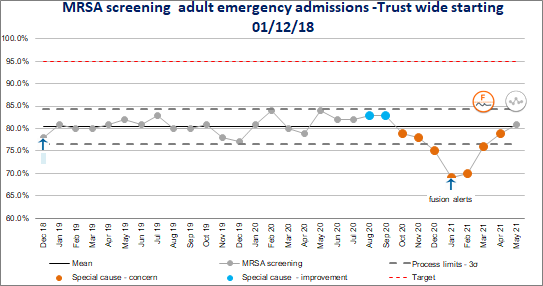 MRSA screening adult emergency admissions -Trust wide starting
01/12/18
100.0%
95.0%
90.0%
85.0%
80.0%
75.0%
70.0%
65.0%
60.0%
F
fusion alerts
Dec 18
Jan 19
Feb 19
Mar 19
Apr 19
May 19
Jun 19
Jul 19
Aug 19
Sep 19
Oct 19
Nov 19
Dec 19
Jan 20
Feb 20
Mar 20
Apr 20
May 20
Jun 20
Jul 20
Aug 20
Sep 20
Oct 20
Nov 20
Dec 20
Jan 21
Feb 21
Mar 21
Apr 21
May 21
Mean MRSA screening Process limits - 3σ
Special cause - concern Special cause - improvement Target